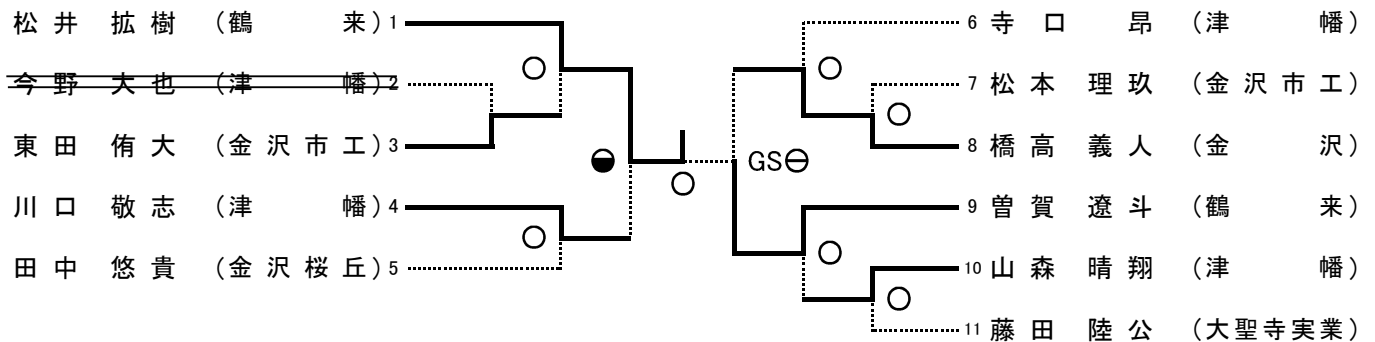 松井 拡樹 (鶴 来) 1
今野 大也 (津 幡) 2
東田 侑大 (金沢市工) 3
川口 敬志 (津 幡) 4
田中 悠貴 (金沢桜丘) 5
GS
6 寺口 昂 (津 幡)
7 松本 理玖 (金沢市工)
8 橋高 義人 (金 沢)
9 曽賀 遼斗 (鶴 来)
10 山森 晴翔 (津 幡)
11 藤田 陸公 (大聖寺実業)